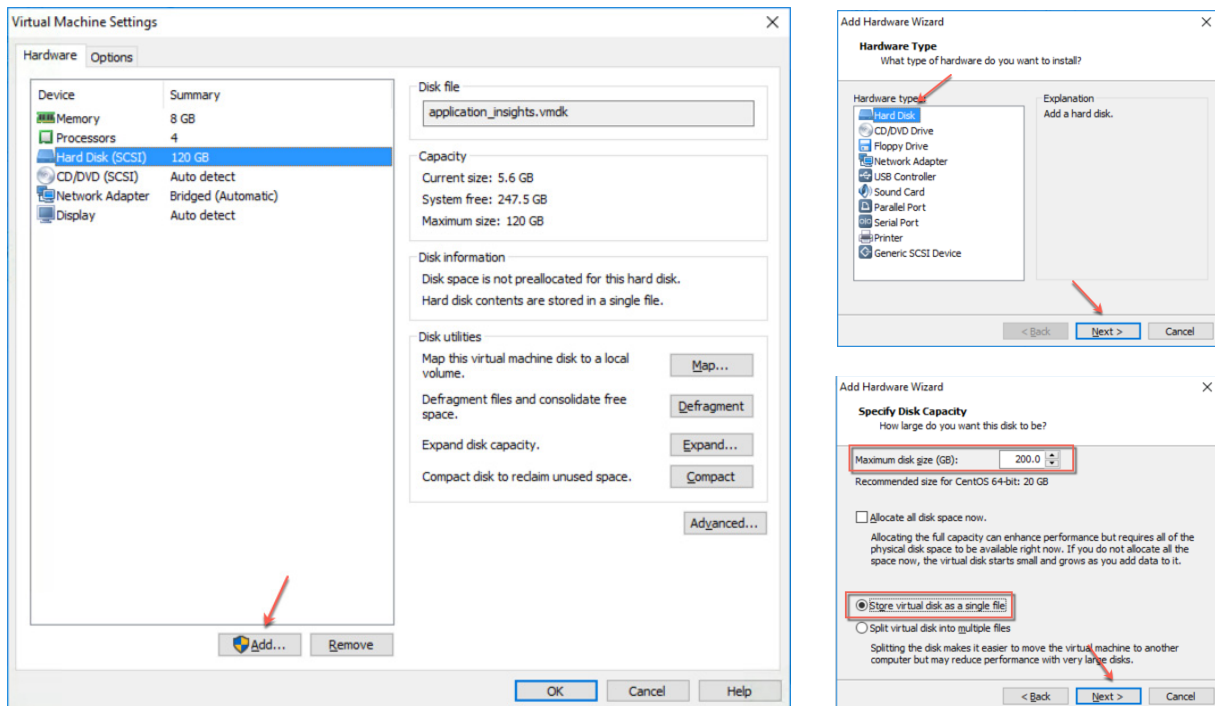 Virtual Machine Settings
Hardware Options
Device Summary
Memory 8 GB
Processors 4
Hard Disk (SCSI) 120 GB
CD/DVD (SCSI) Auto detect
Network Adapter Bridged (Automatic)
Display Auto detect
Add... Remove
Disk file
application_insights.vmdk
Capacity
Current size: 5.6 GB
System free: 247.5 GB
Maximum size: 120 GB
Disk information
Disk space is not preallocated for this hard disk.
Hard disk contents are stored in a single file.
Disk utilities
Map this virtual machine disk to a local
volume.
Map...
Defragment files and consolidate free
space.
Defragment
Expand disk capacity.
Expand...
Compact disk to reclaim unused space.
Compact
Advanced...
OK Cancel Help
Add Hardware Wizard
Hardware Type
What type of hardware do you want to install?
Hardware types:
Hard Disk
CD/DVD Drive
Floppy Drive
Network Adapter
USB Controller
Sound Card
Parallel Port
Serial Port
Printer
Generic SCSI Device
Explanation
Add a hard disk.
< Back Next > Cancel
Add Hardware Wizard
Specify Disk Capacity
How large do you want this disk to be?
Maximum disk size (GB): 200.0
Recommended size for CentOS 64-bit: 20 GB
Allocate all disk space now.
Allocating the full capacity can enhance performance but requires all of the
physical disk space to be available right now. If you do not allocate all the
space now, the virtual disk starts small and grows as you add data to it.
Store virtual disk as a single file
Split virtual disk into multiple files
Splitting the disk makes it easier to move the virtual machine to another
computer but may reduce performance with very large disks.
< Back Next > Cancel